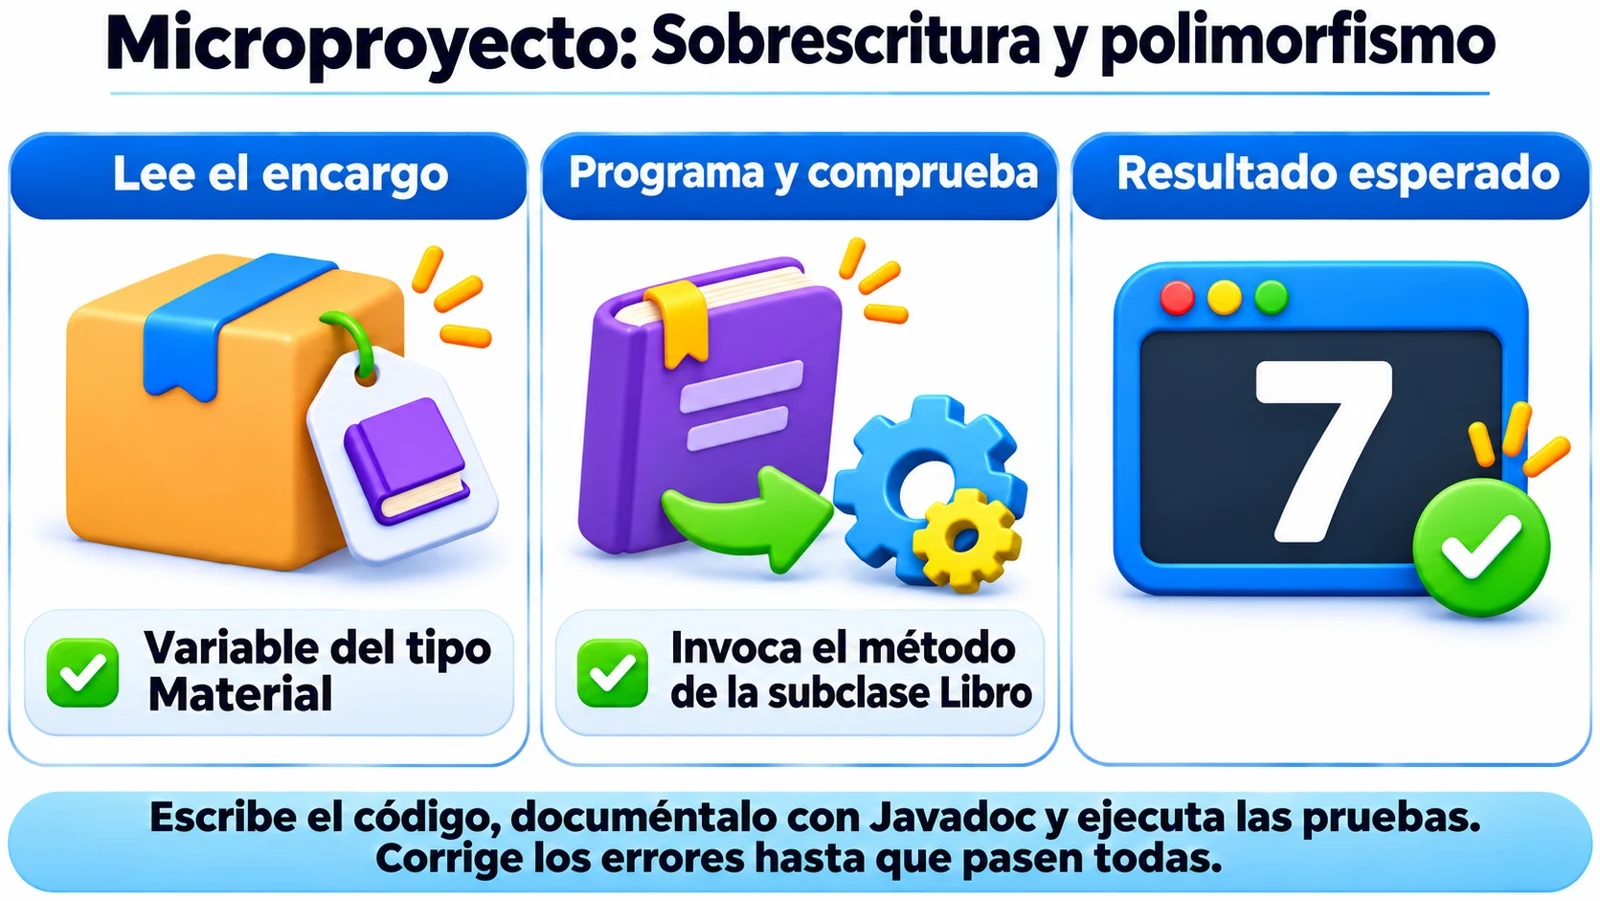 Microproyecto: Sobrescritura y polimorfismo
Lee el encargo
Variable del tipo
Material
Programa y comprueba
Invoca el método
de la subclase Libro
Resultado esperado
7
Escribe el código, documéntalo con Javadoc y ejecuta las pruebas.
Corrige los errores hasta que pasen todas.